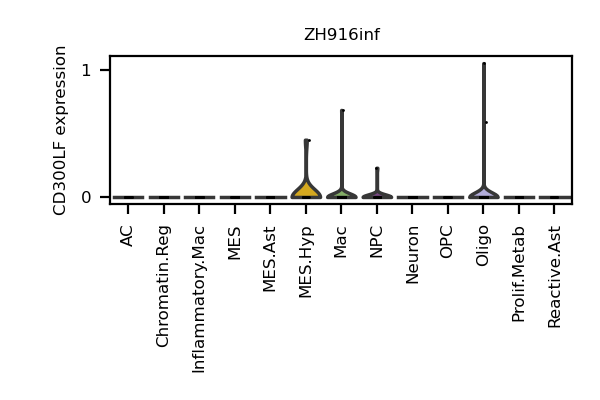 ZH916inf
CD300LF expression
1
0
AC
Chromatin.Reg
Inflammatory.Mac
MES
MES.Ast
MES.Hyp
Mac
NPC
Neuron
OPC
Oligo
Prolif.Metab
Reactive.Ast